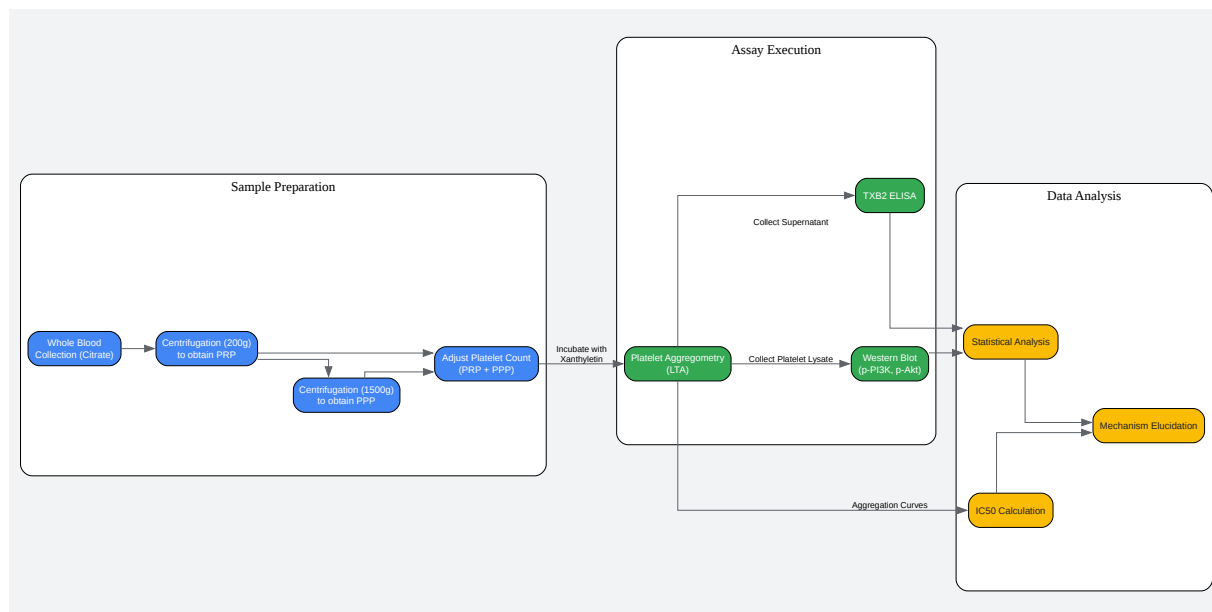 Sample Preparation
Whole Blood
Collection (Citrate)
Centrifugation (200g)
to obtain PRP
Centrifugation (1500g)
to obtain PPP
Adjust Platelet Count
(PRP + PPP)
Incubate with
Xanthyletin
Assay Execution
Platelet Aggregometry
(LTA)
Collect Supernatant
TXB2 ELISA
Collect Platelet Lysate
Western Blot
(p-PI3K, p-Akt)
Aggregation Curves
Data Analysis
Statistical Analysis
Mechanism Elucidation
IC50 Calculation